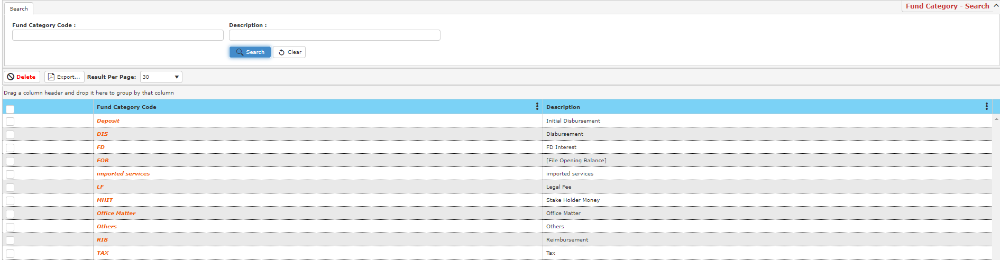 Search
Fund Category - Search
Fund Category Code :
Description :
Search
Clear
Delete
Export...
Result Per Page:
30
Drag a column header and drop it here to group by that column
Fund Category Code
Description
Deposit
Initial Disbursement
DIS
Disbursement
FD
FD Interest
FOB
[File Opening Balance]
imported services
imported services
LF
Legal Fee
MHIT
Stake Holder Money
Office Matter
Office Matter
Others
Others
RIB
Reimbursement
TAX
Tax